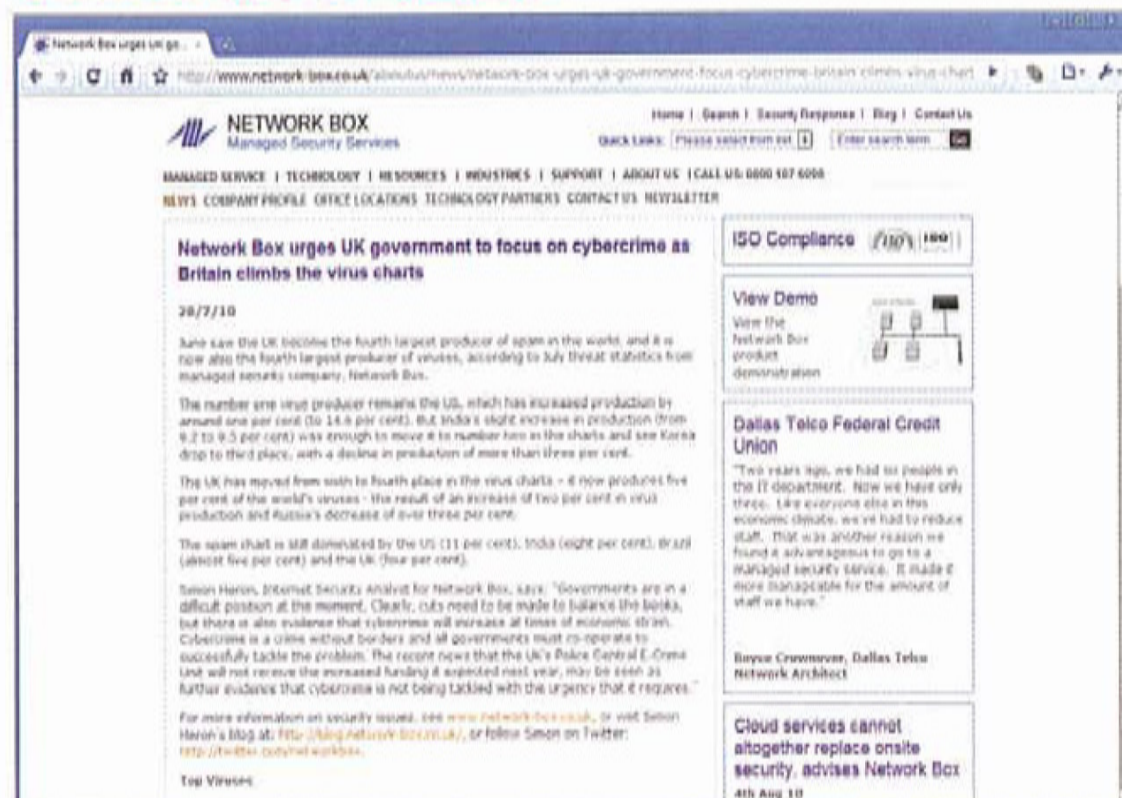 Network Box urges UK go...
http://www.network-box.co.uk/aboutus/news/network-box-urges-uk-government-focus-cybercrime-britain-climbs-virus-chart
NETWORK BOX
Managed Security Services
Home | Search | Security Response | Blog | Contact Us
Quick Links: Please select from list
Enter search term
Go
MANAGED SERVICE | TECHNOLOGY | RESOURCES | INDUSTRIES | SUPPORT | ABOUT US | CALL US: 0800 107 6098
NEWS COMPANY PROFILE OFFICE LOCATIONS TECHNOLOGY PARTNERS CONTACT US NEWSLETTER
Network Box urges UK government to focus on cybercrime as
Britain climbs the virus charts
28/7/10
June saw the UK become the fourth largest producer of spam in the world, and it is
now also the fourth largest producer of viruses, according to July threat statistics from
managed security company, Network Box.
The number one virus producer remains the US, which has increased production by
around one per cent (to 14.6 per cent). But India's slight increase in production (from
9.2 to 9.5 per cent) was enough to move it to number two in the charts and see Korea
drop to third place, with a decline in production of more than three per cent.
The UK has moved from sixth to fourth place in the virus charts - it now produces five
per cent of the world's viruses - the result of an increase of two per cent in virus
production and Russia's decrease of over three per cent.
The spam chart is still dominated by the US (11 per cent), India (eight per cent), Brazil
(almost five per cent) and the UK (four per cent).
Simon Heron, Internet Security Analyst for Network Box, says: "Governments are in a
difficult position at the moment. Clearly, cuts need to be made to balance the books,
but there is also evidence that cybercrime will increase at times of economic strain.
Cybercrime is a crime without borders and all governments must co-operate to
successfully tackle the problem. The recent news that the UK's Police Central E-Crime
Unit will not receive the increased funding it expected next year, may be seen as
further evidence that cybercrime is not being tackled with the urgency that it requires."
For more information on security issues, see www.network-box.co.uk, or visit Simon
Heron's blog at: http://blog.network-box.co.uk/, or follow Simon on Twitter:
http://twitter.com/networkbox.
Top Viruses
ISO Compliance
ISO
View Demo
View the
Network Box
product
demonstration
Dallas Telco Federal Credit
Union
"Two years ago, we had six people in
the IT department. Now we have only
three. Like everyone else in this
economic climate, we've had to reduce
staff. That was another reason we
found it advantageous to go to a
managed security service. It made it
more manageable for the amount of
staff we have."
Dallas Telco
Network Architect
Cloud services cannot
altogether replace onsite
security, advises Network Box
4th Aug 10